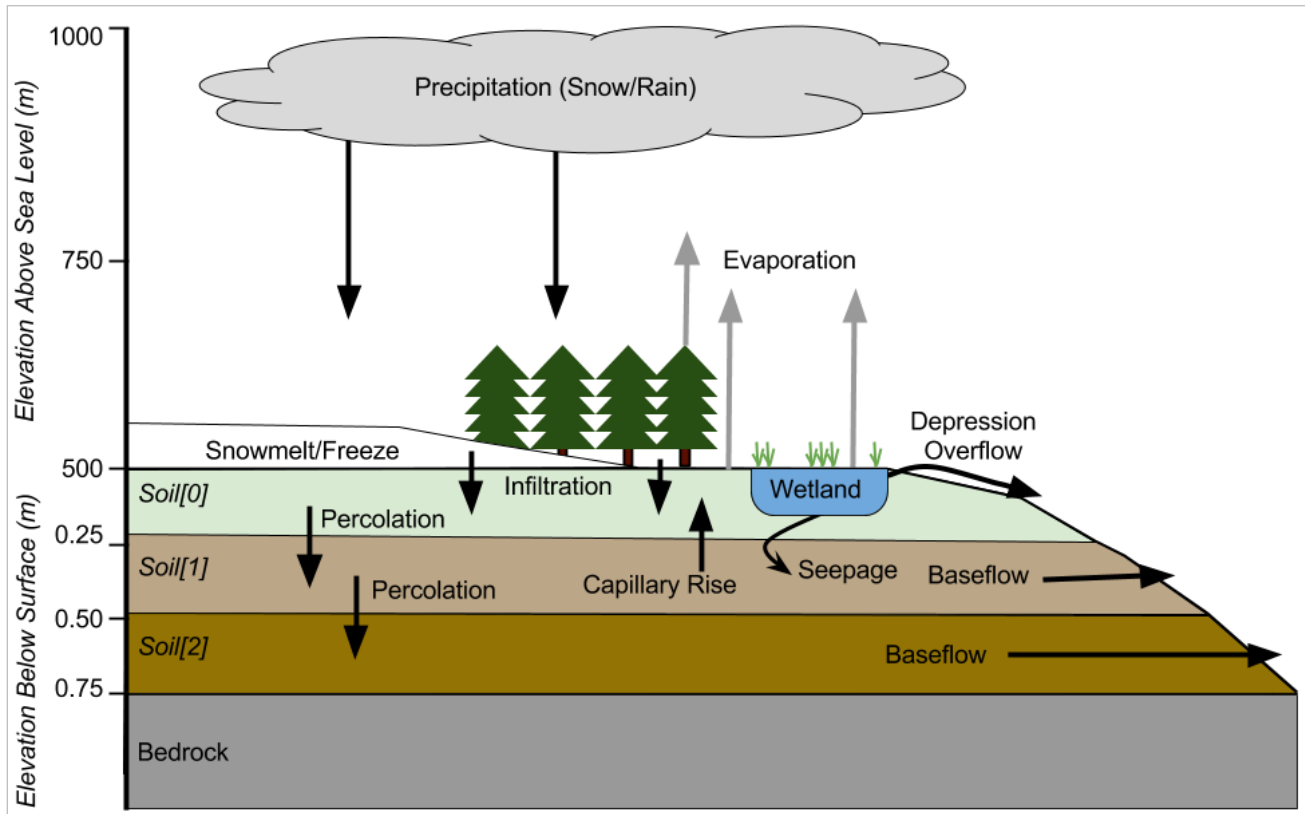 1000
Precipitation (Snow/Rain)
Elevation Above Sea Level (m)
750
Evaporation
Depression
Overflow
Snowmelt/Freeze
500
Soil[0]
Infiltration
Wetland
Percolation
Elevation Below Surface (m)
0.25
Soil[1]
Percolation
Capillary Rise
Seepage
Baseflow
0.50
Soil[2]
Baseflow
0.75
Bedrock